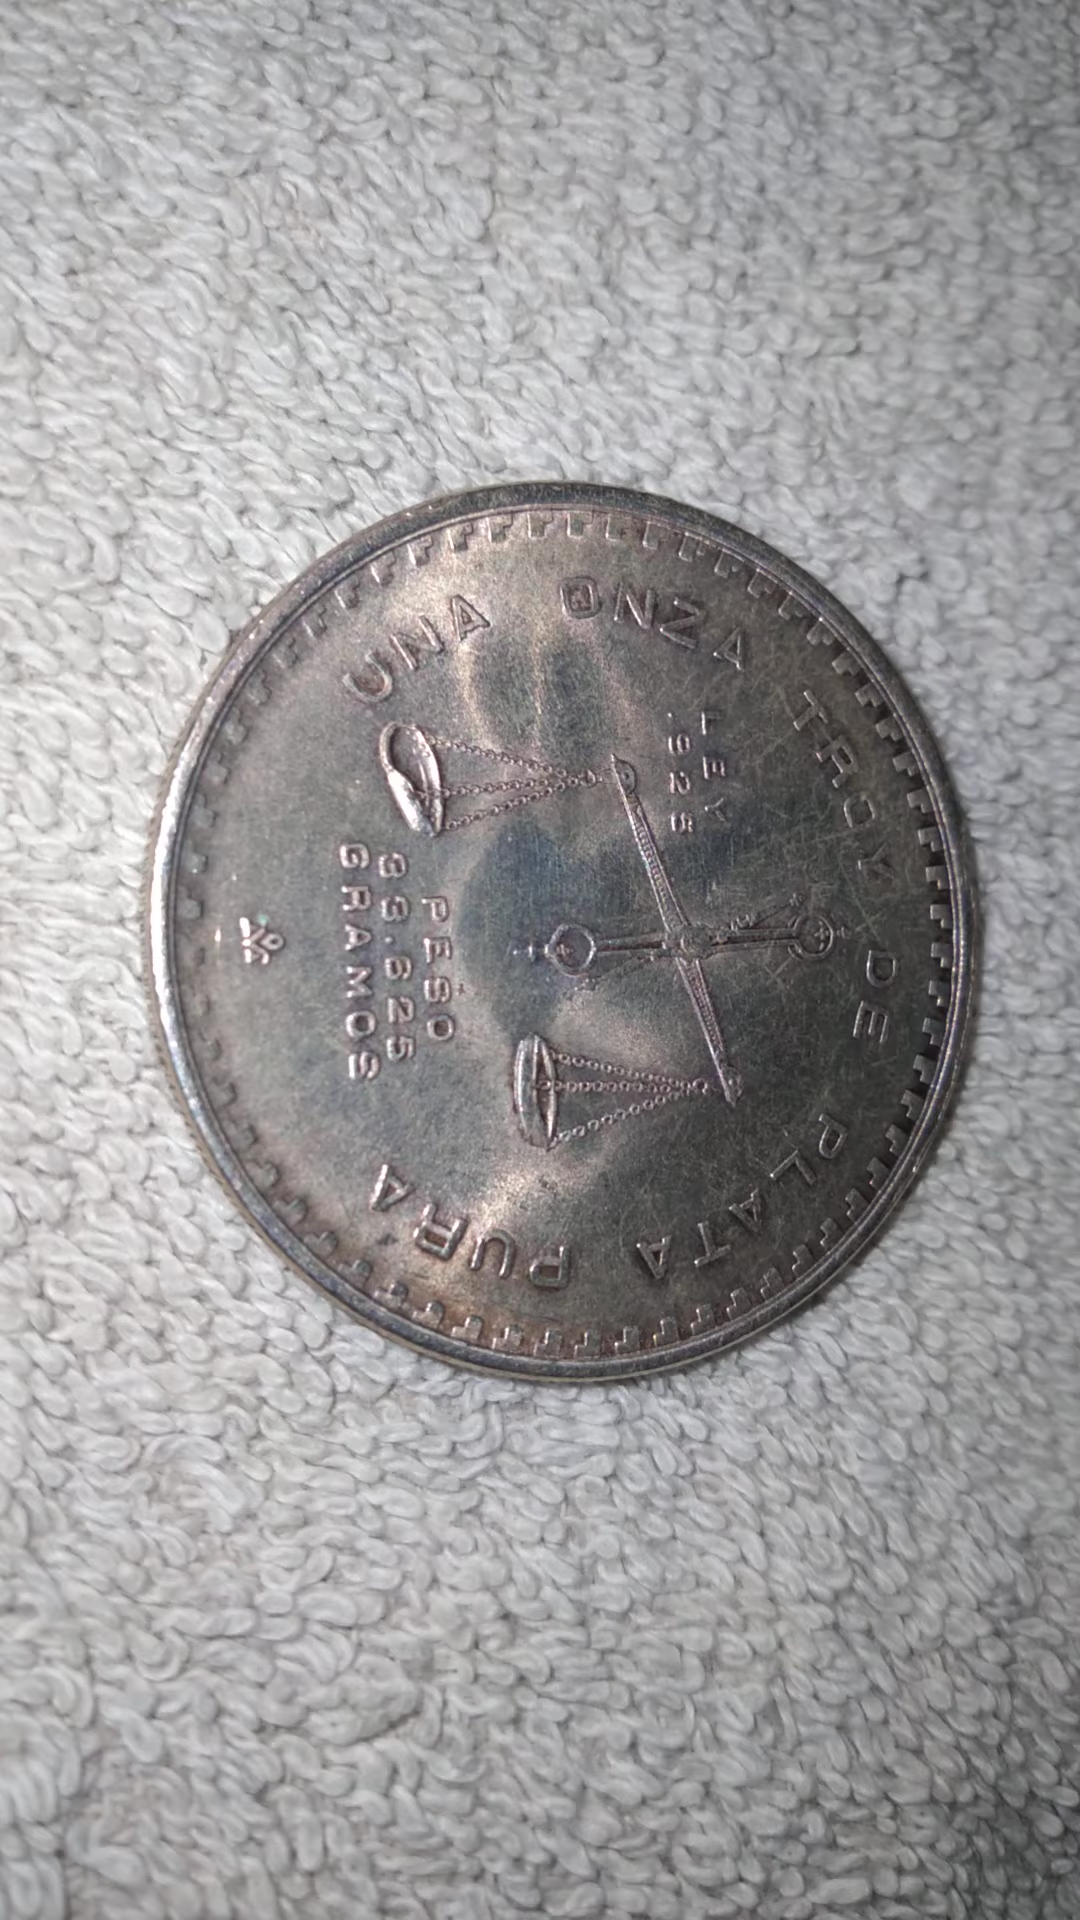 UNA ONZA TROY DE PLATA PURA
LEY
.925
PESO
33.625
GRAMOS